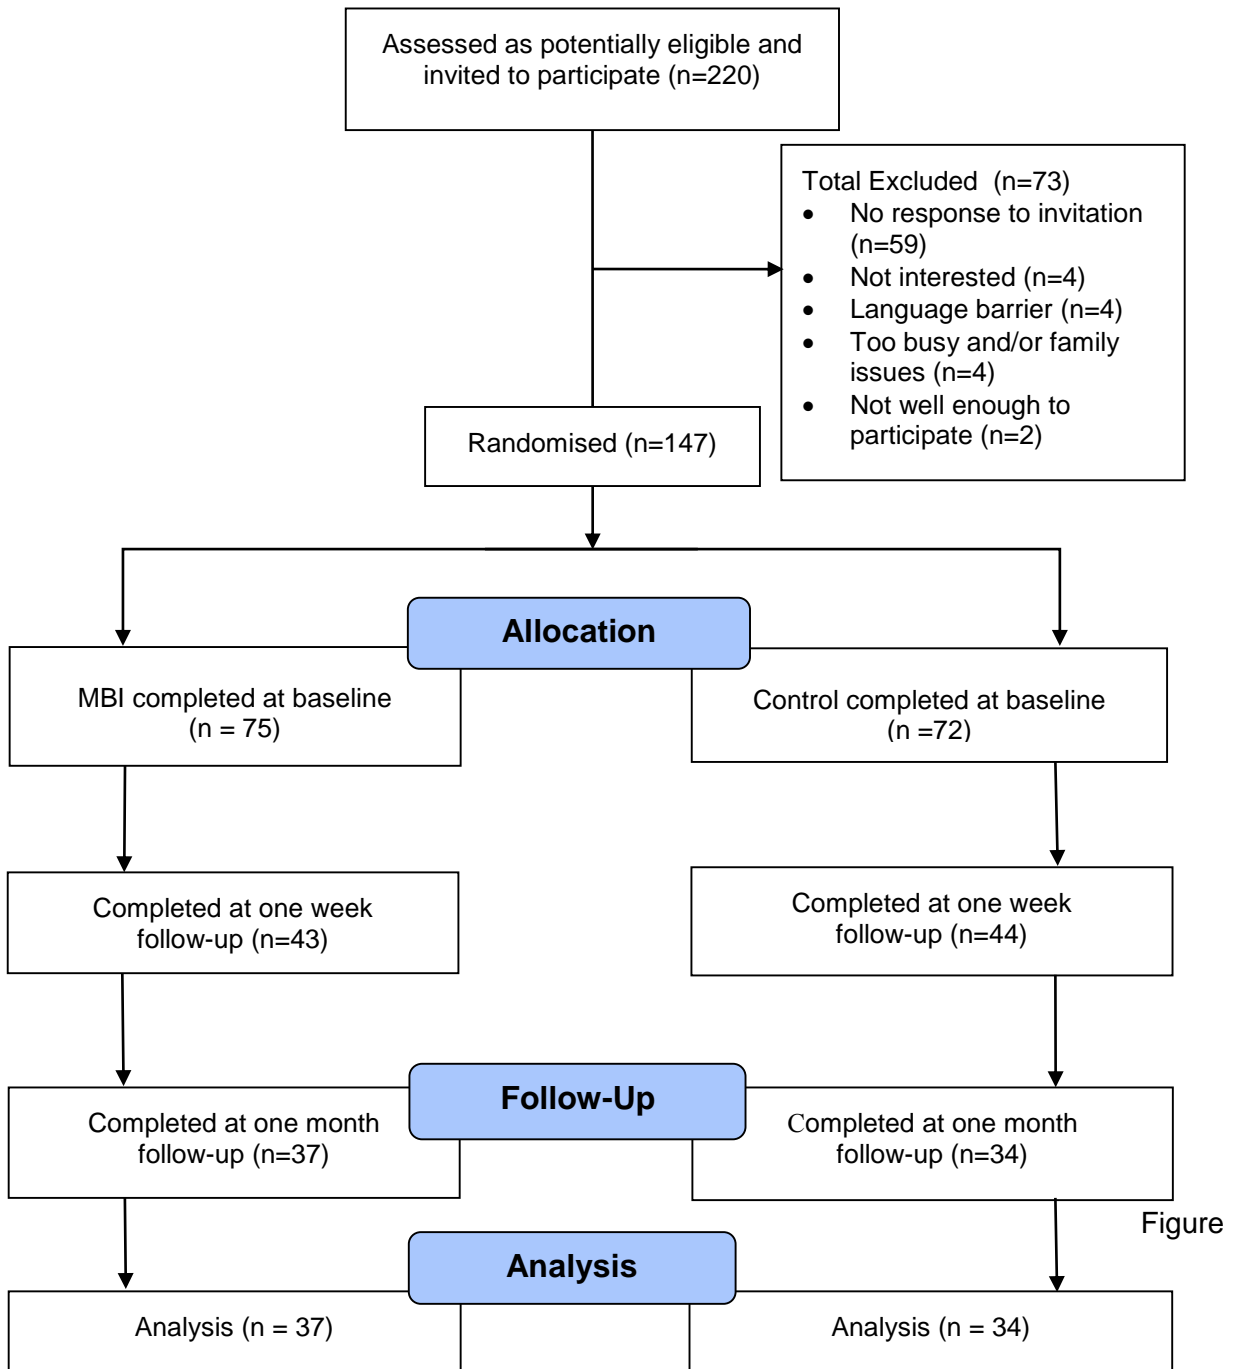 Assessed as potentially eligible and
invited to participate (n=220)
Total Excluded  (n=73)
• No response to invitation
(n=59)
• Not interested (n=4)
• Language barrier (n=4)
• Too busy and/or family
issues (n=4)
• Not well enough to
participate (n=2)
Randomised (n=147)
Allocation
MBI completed at baseline
(n = 75)
Control completed at baseline
(n =72)
Completed at one week
follow-up (n=43)
Completed at one week
follow-up (n=44)
Follow-Up
Completed at one month
follow-up (n=37)
Completed at one month
follow-up (n=34)
Figure
Analysis
Analysis (n = 37)
Analysis (n = 34)